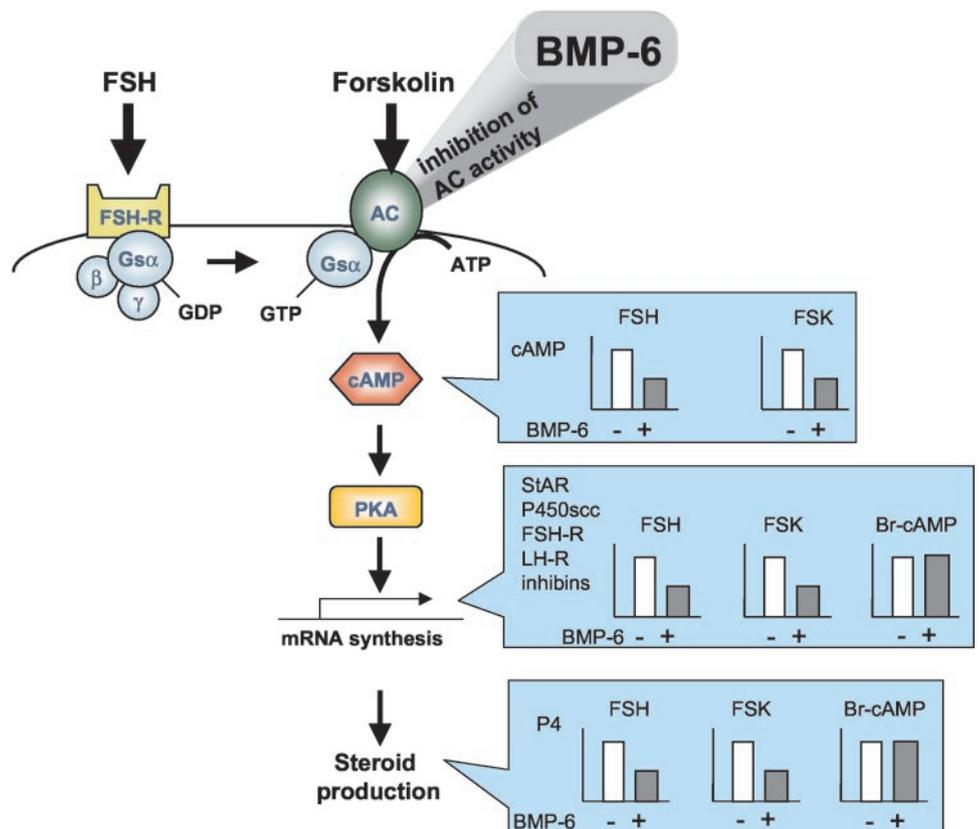 BMP-6
FSH
Forskolin
inhibition of
AC activity
FSH-R
AC
Gsα
β
γ
GDP
GTP
Gsα
ATP
cAMP
FSH FSK
cAMP
BMP-6 - + - +
PKA
StAR
P450scc
FSH-R
LH-R
inhibins
FSH FSK Br-cAMP
BMP-6 - + - + - +
mRNA synthesis
FSH FSK Br-cAMP
P4
BMP-6 - + - + - +
Steroid
production